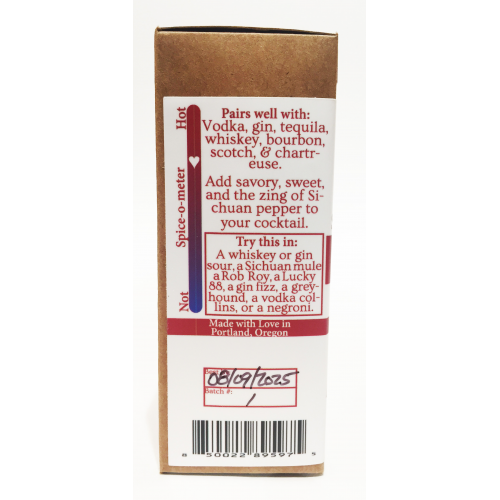 Hot
Spice-o-meter
Not
Pairs well with:
Vodka, gin, tequila,
whiskey, bourbon,
scotch, & chartr-
euse.
Add savory, sweet,
and the zing of Si-
chuan pepper to
your cocktail.
Try this in:
A whiskey or gin
sour, a Sichuan mule
a Rob Roy, a Lucky
88, a gin fizz, a grey-
hound, a vodka col-
lins, or a negroni.
Made with Love in
Portland, Oregon
08/09/2025
Batch #:
1
8 50022 89597 5